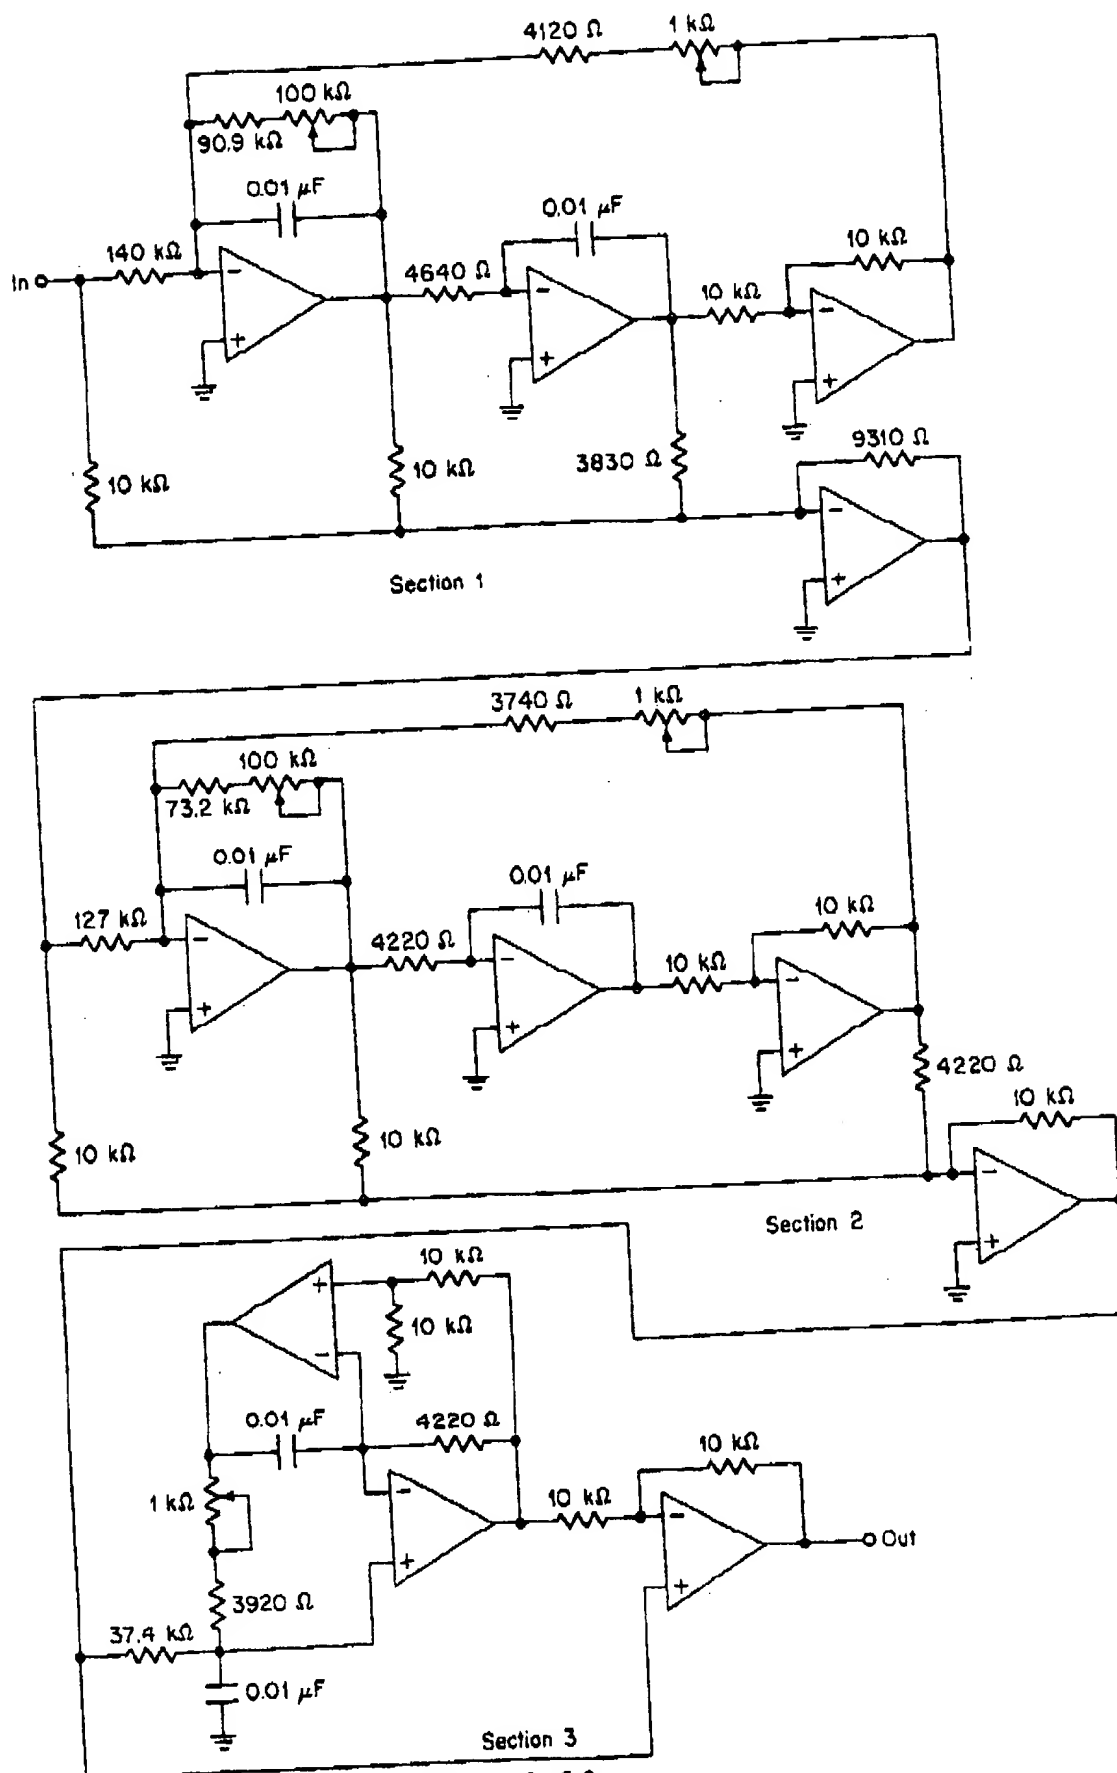 4120 Ω 1 kΩ
100 kΩ
90.9 kΩ
0.01 μF
0.01 μF
140 kΩ
10 kΩ
In
4640 Ω
10 kΩ
−
−
−
+
+
+
9310 Ω
10 kΩ
10 kΩ
3830 Ω
−
+
Section 1
3740 Ω 1 kΩ
100 kΩ
73.2 kΩ
0.01 μF
0.01 μF
127 kΩ
10 kΩ
4220 Ω
10 kΩ
−
−
−
+
+
+
4220 Ω
10 kΩ
10 kΩ
10 kΩ
−
+
Section 2
10 kΩ
+
10 kΩ
−
0.01 μF
4220 Ω
10 kΩ
1 kΩ
−
10 kΩ
−
+
Out
+
3920 Ω
37.4 kΩ
0.01 μF
Section 3